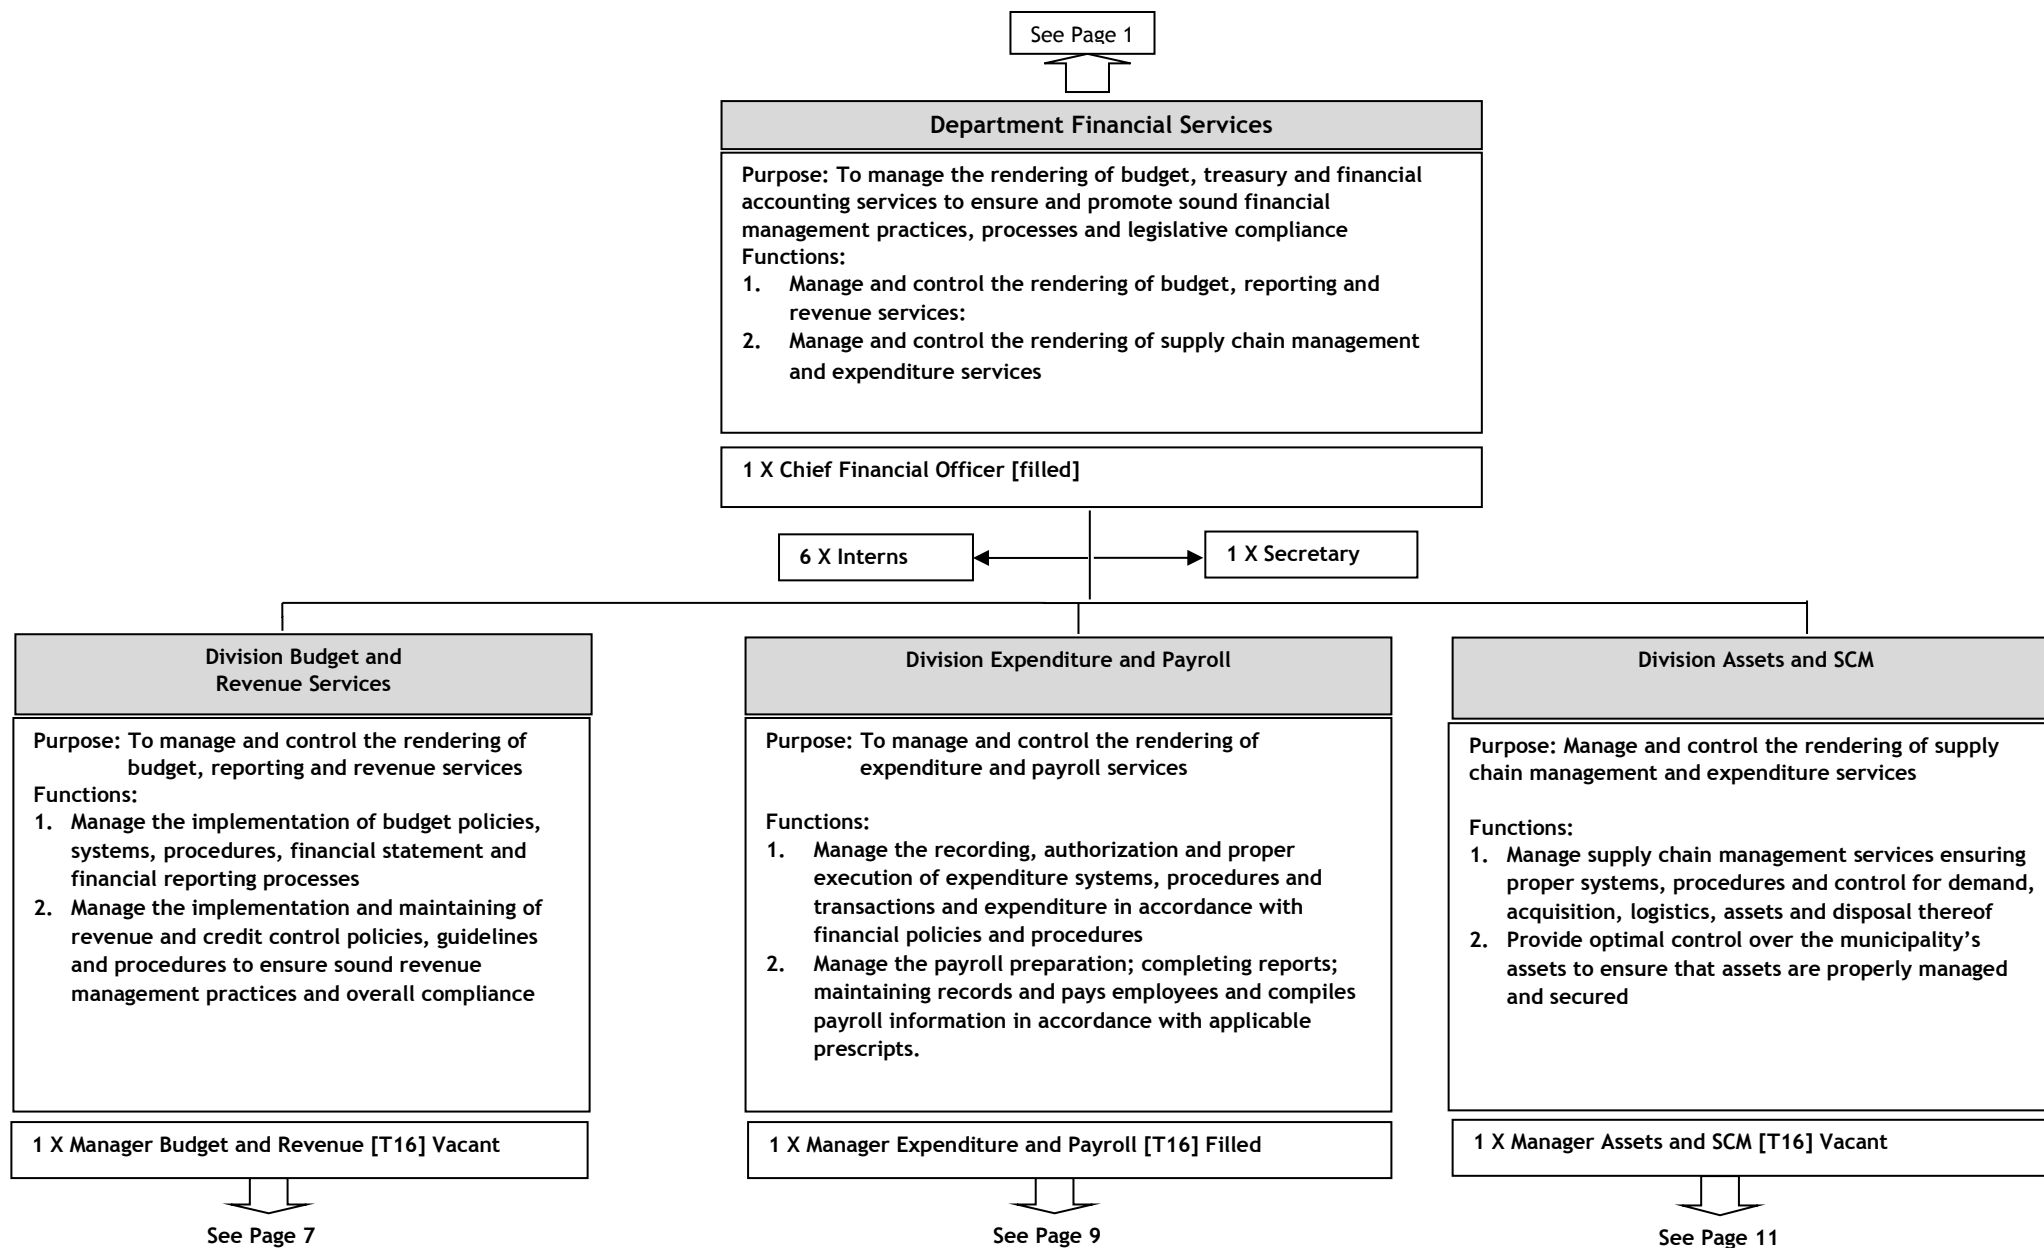 See Page 1
Department Financial Services
Purpose: To manage the rendering of budget, treasury and financial
accounting services to ensure and promote sound financial
management practices, processes and legislative compliance
Functions:
1. Manage and control the rendering of budget, reporting and
revenue services:
2. Manage and control the rendering of supply chain management
and expenditure services
1 X Chief Financial Officer [filled]
6 X Interns
1 X Secretary
Division Budget and
Revenue Services
Purpose: To manage and control the rendering of
budget, reporting and revenue services
Functions:
1. Manage the implementation of budget policies,
systems, procedures, financial statement and
financial reporting processes
2. Manage the implementation and maintaining of
revenue and credit control policies, guidelines
and procedures to ensure sound revenue
management practices and overall compliance
1 X Manager Budget and Revenue [T16] Vacant
See Page 7
Division Expenditure and Payroll
Purpose: To manage and control the rendering of
expenditure and payroll services
Functions:
1. Manage the recording, authorization and proper
execution of expenditure systems, procedures and
transactions and expenditure in accordance with
financial policies and procedures
2. Manage the payroll preparation; completing reports;
maintaining records and pays employees and compiles
payroll information in accordance with applicable
prescripts.
1 X Manager Expenditure and Payroll [T16] Filled
See Page 9
Division Assets and SCM
Purpose: Manage and control the rendering of supply
chain management and expenditure services
Functions:
1. Manage supply chain management services ensuring
proper systems, procedures and control for demand,
acquisition, logistics, assets and disposal thereof
2. Provide optimal control over the municipality’s
assets to ensure that assets are properly managed
and secured
1 X Manager Assets and SCM [T16] Vacant
See Page 11